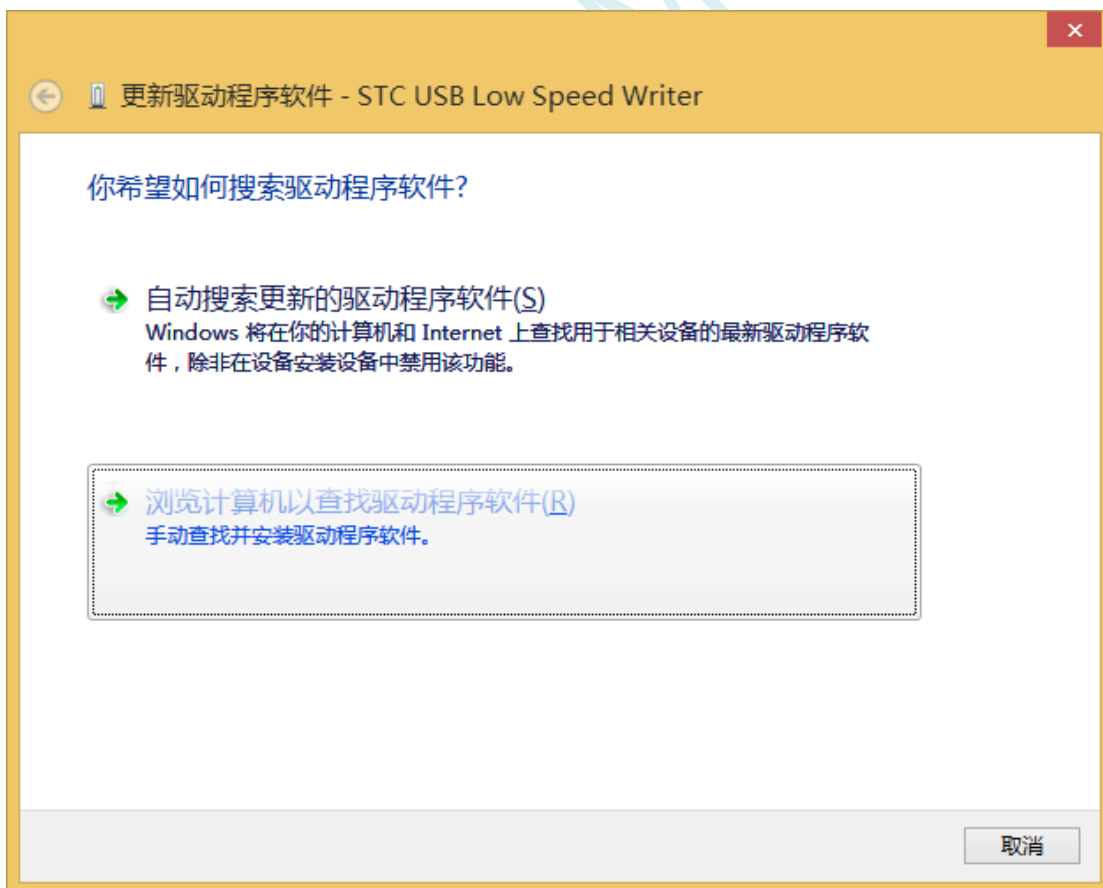 更新驱动程序软件 - STC USB Low Speed Writer
你希望如何搜索驱动程序软件?
自动搜索更新的驱动程序软件(S)
Windows 将在你的计算机和 Internet 上查找用于相关设备的最新驱动程序软
件，除非在设备安装设备中禁用该功能。
浏览计算机以查找驱动程序软件(R)
手动查找并安装驱动程序软件。
取消